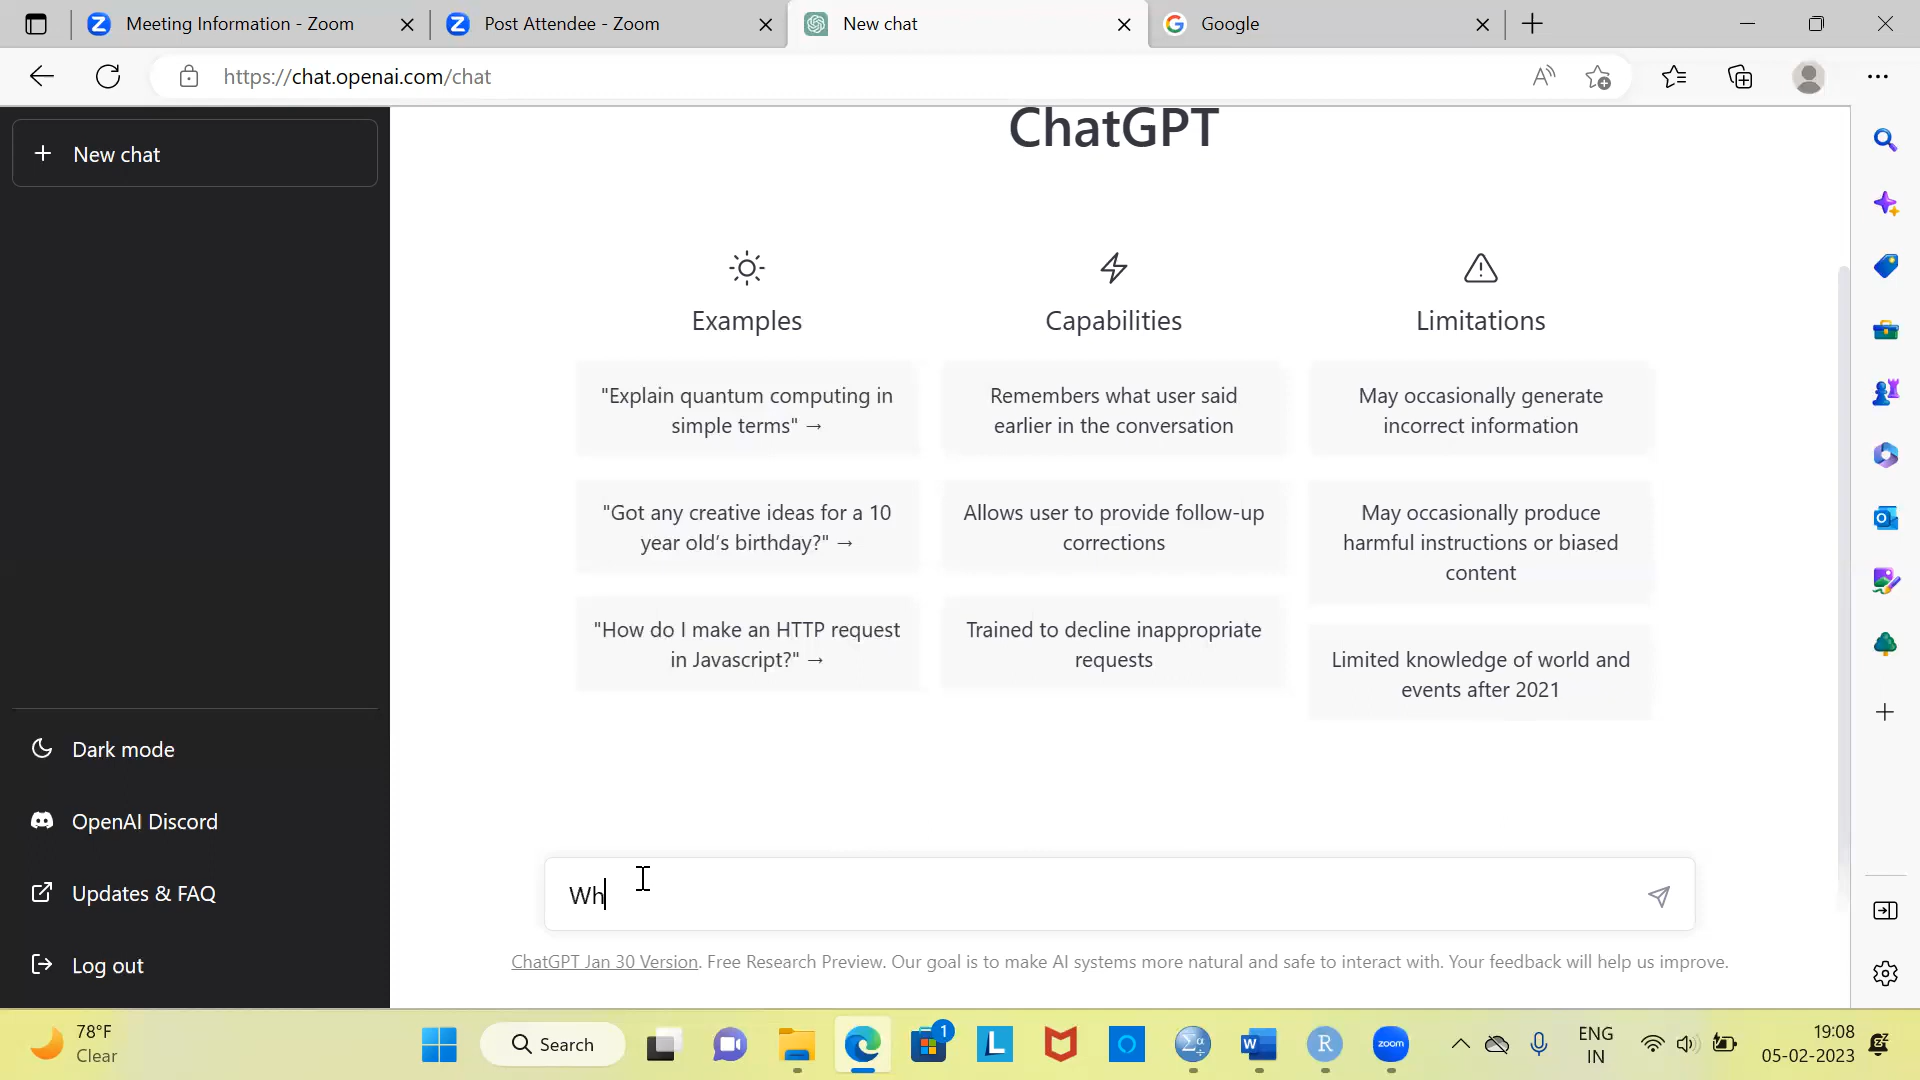 Meeting Information - Zoom
Post Attendee - Zoom
New chat
Google
https://chat.openai.com/chat
New chat
ChatGPT
Examples
Capabilities
Limitations
"Explain quantum computing in
simple terms" →
Remembers what user said
earlier in the conversation
May occasionally generate
incorrect information
"Got any creative ideas for a 10
year old's birthday?" →
Allows user to provide follow-up
corrections
May occasionally produce
harmful instructions or biased
content
"How do I make an HTTP request
in Javascript?" →
Trained to decline inappropriate
requests
Limited knowledge of world and
events after 2021
Dark mode
OpenAI Discord
Updates & FAQ
Log out
Wh
ChatGPT Jan 30 Version. Free Research Preview. Our goal is to make AI systems more natural and safe to interact with. Your feedback will help us improve.
78°F
Clear
Search
1
L
W
R
zoom
ENG
IN
19:08
05-02-2023